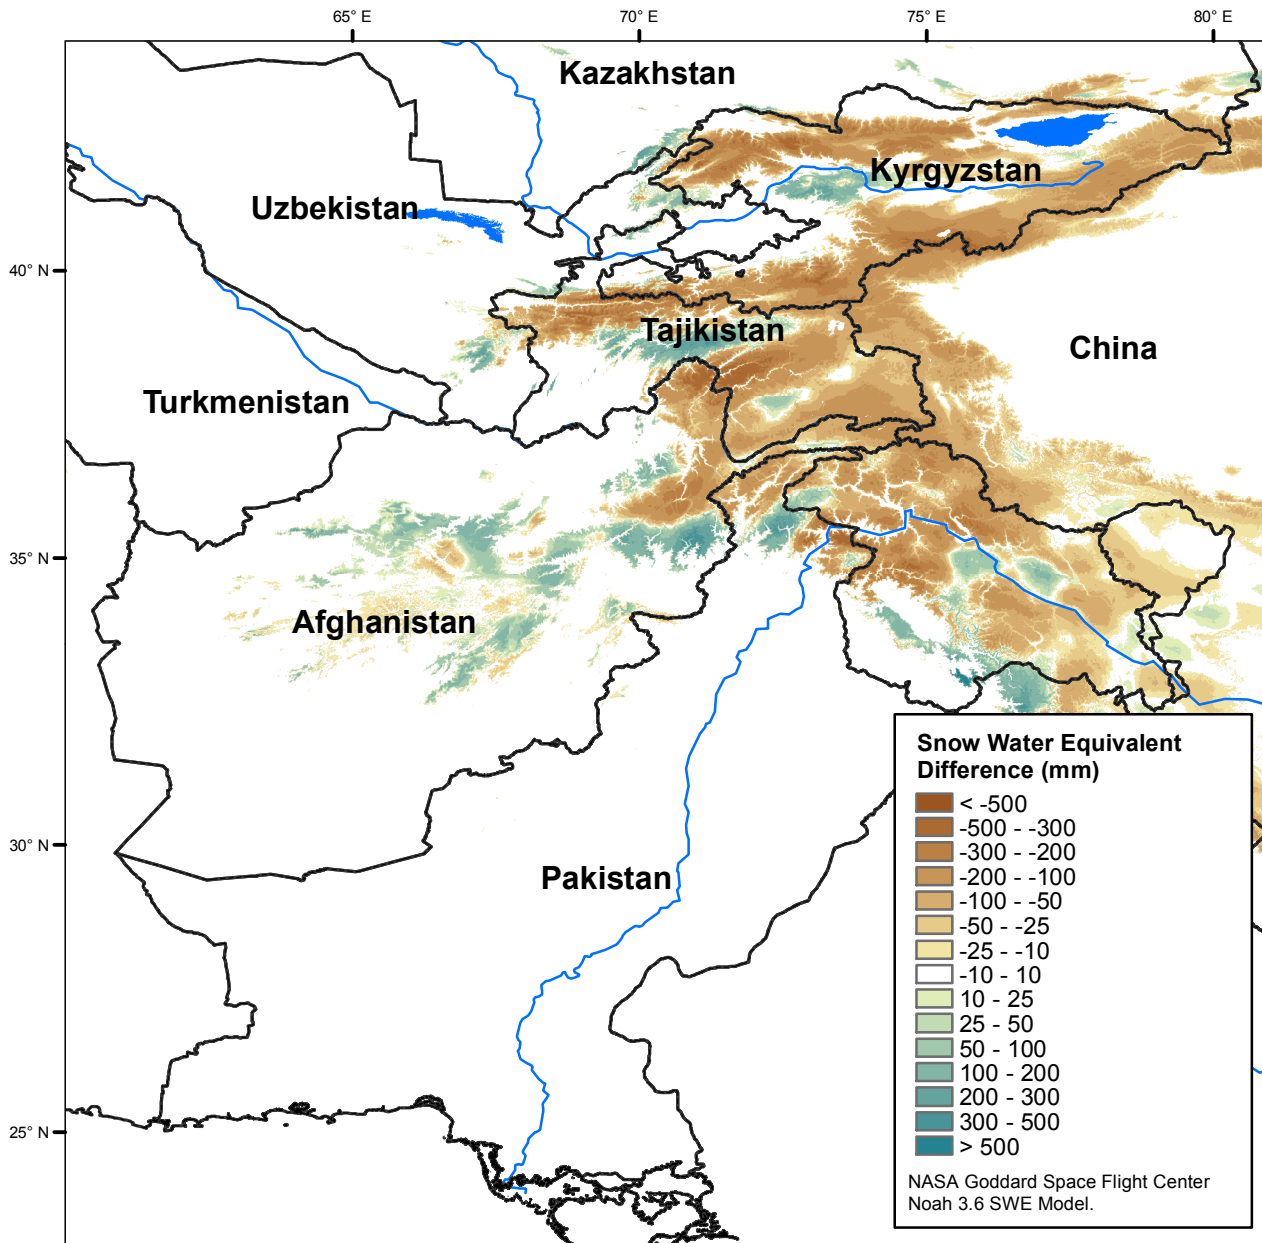 65° E
70° E
75° E
80° E
Kazakhstan
Kyrgyzstan
Uzbekistan
40° N
Tajikistan
China
Turkmenistan
35° N
Afghanistan
Snow Water Equivalent
Difference (mm)
< -500
-500 - -300
-300 - -200
-200 - -100
-100 - -50
-50 - -25
-25 - -10
-10 - 10
10 - 25
25 - 50
50 - 100
100 - 200
200 - 300
300 - 500
> 500
NASA Goddard Space Flight Center
Noah 3.6 SWE Model.
30° N
Pakistan
25° N